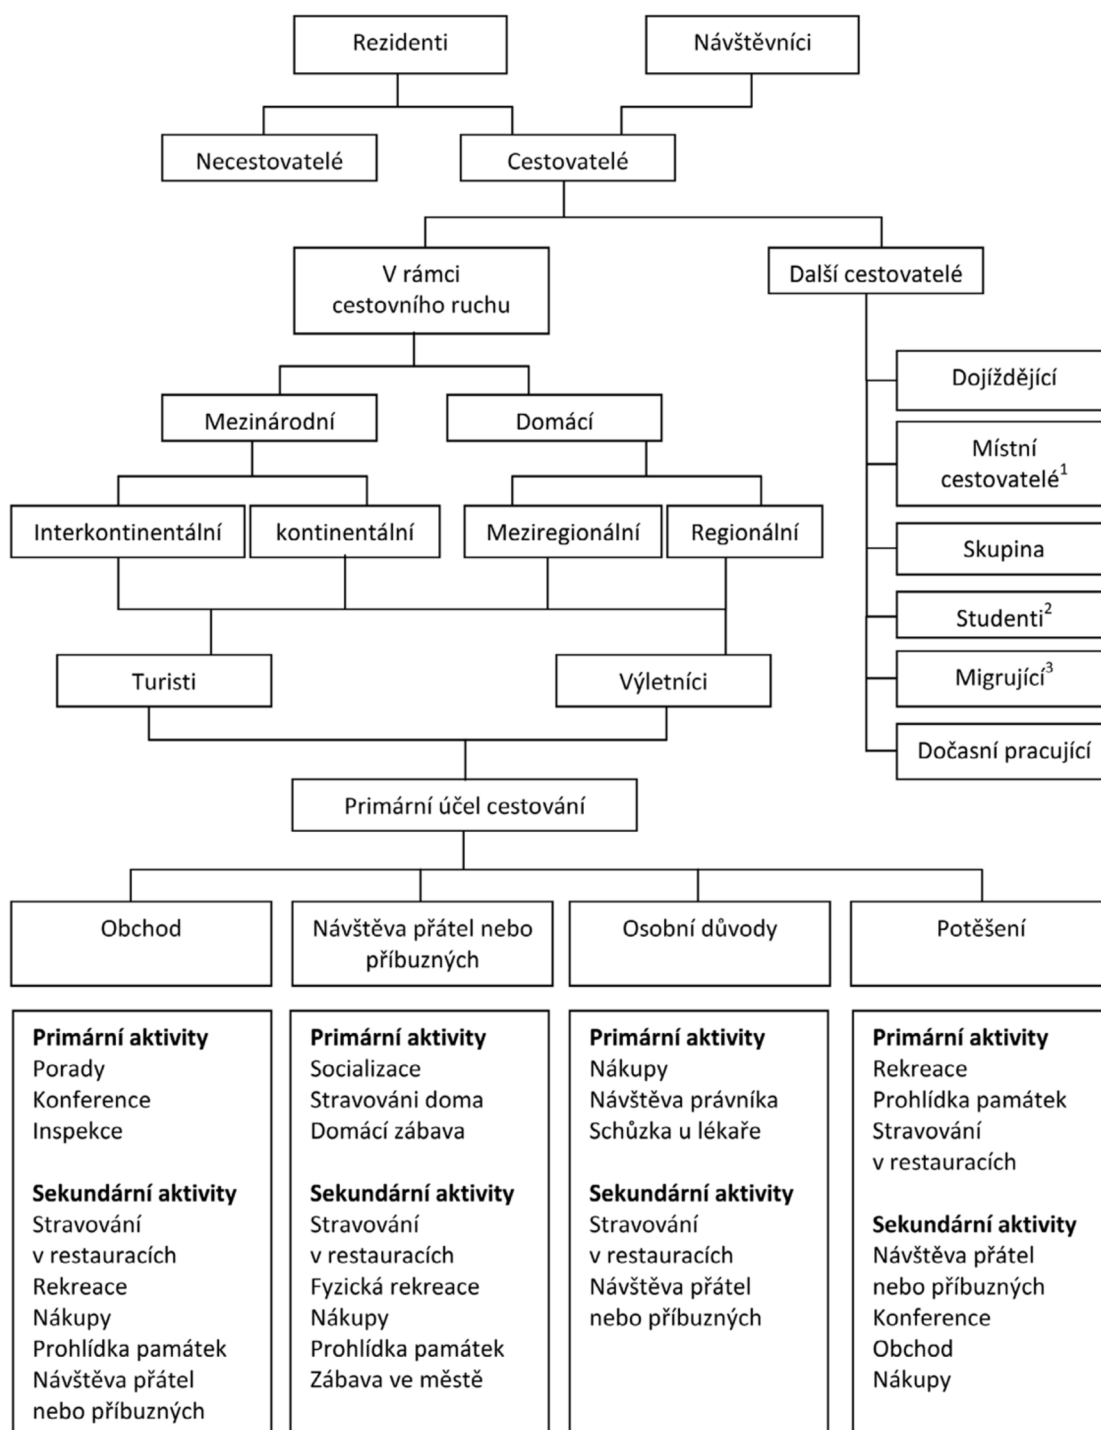 Rezidenti
Návštěvníci
Necestovatelé
Cestovatelé
V rámci
cestovního ruchu
Další cestovatelé
Dojíždějící
Místní
cestovatelé¹
Skupina
Studenti²
Migrující³
Dočasní pracující
Mezinárodní
Domácí
Interkontinentální
kontinentální
Meziregionální
Regionální
Turisti
Výletníci
Primární účel cestování
Obchod
Návštěva přátel nebo
příbuzných
Osobní důvody
Potěšení
Primární aktivity
Porady
Konference
Inspekce
Sekundární aktivity
Stravování
v restauracích
Rekreace
Nákupy
Prohlídka památek
Návštěva přátel
nebo příbuzných
Primární aktivity
Socializace
Stravováni doma
Domácí zábava
Sekundární aktivity
Stravování
v restauracích
Fyzická rekreace
Nákupy
Prohlídka památek
Zábava ve městě
Primární aktivity
Nákupy
Návštěva právníka
Schůzka u lékaře
Sekundární aktivity
Stravování
v restauracích
Návštěva přátel
nebo příbuzných
Primární aktivity
Rekreace
Prohlídka památek
Stravování
v restauracích
Sekundární aktivity
Návštěva přátel
nebo příbuzných
Konference
Obchod
Nákupy